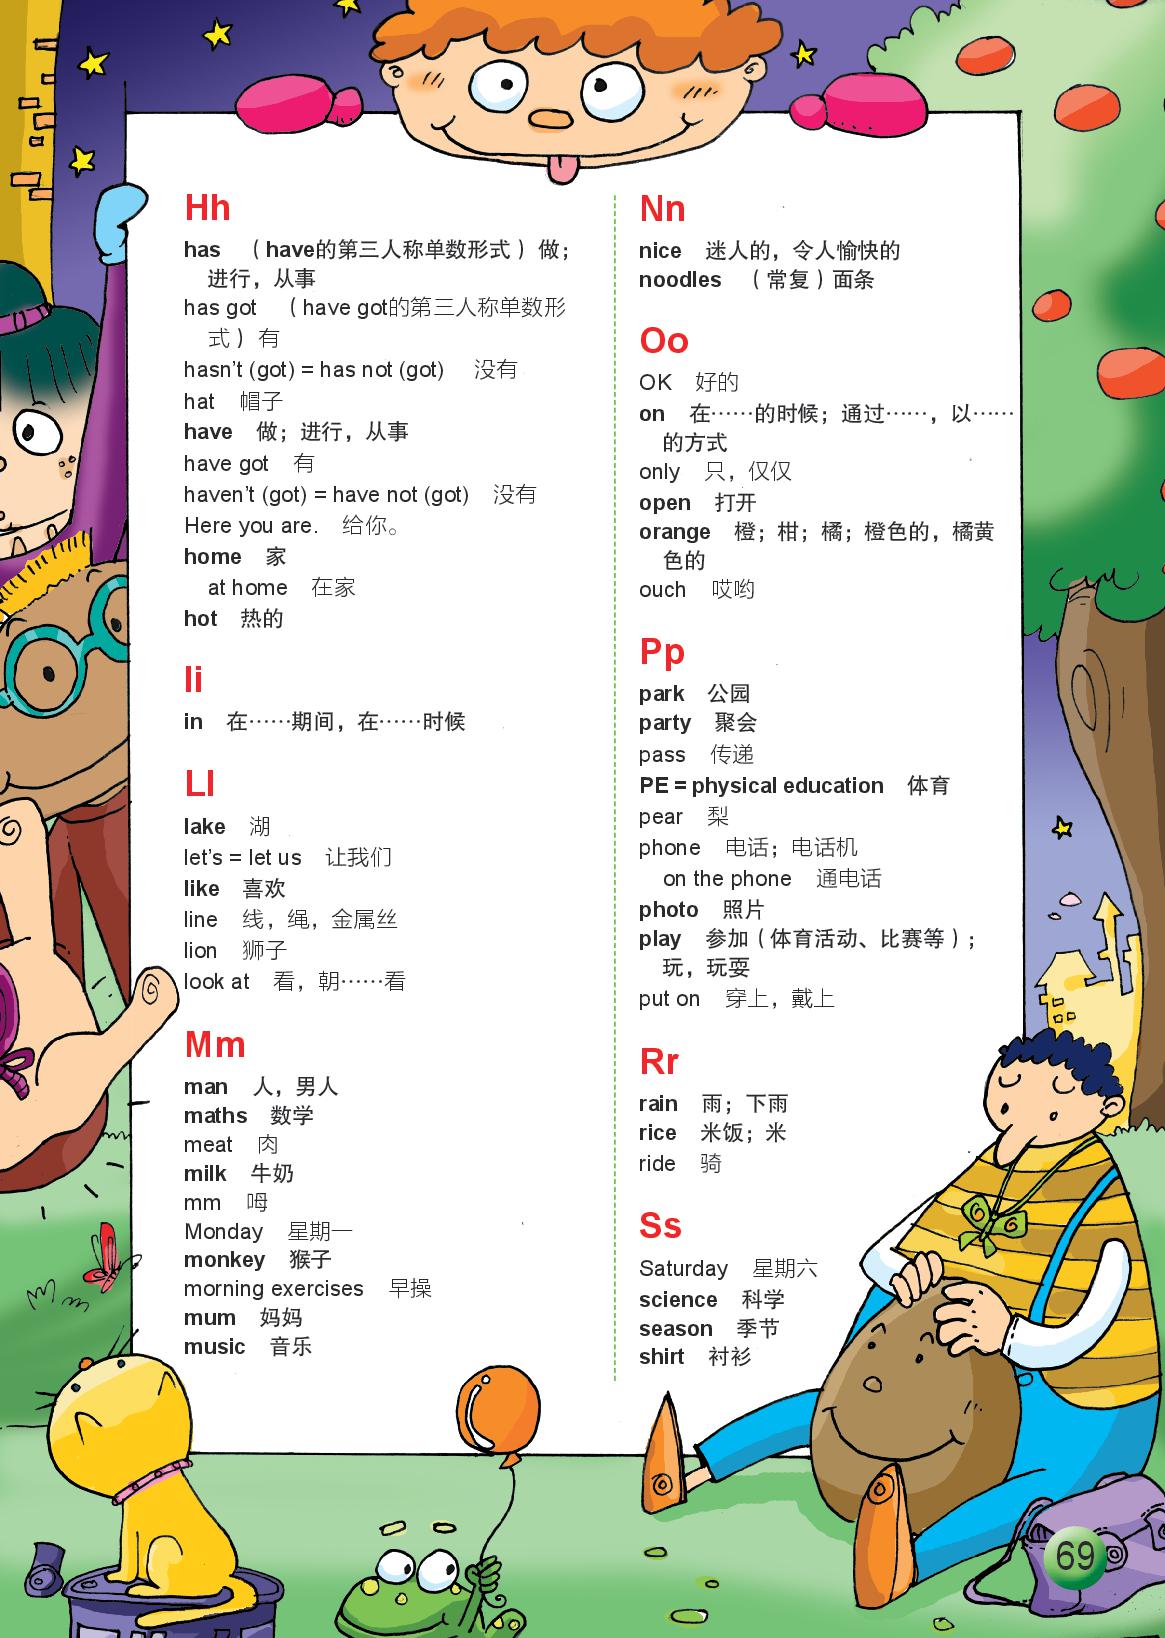 Hh
has （have的第三人称单数形式）做；
进行，从事
has got （have got的第三人称单数形
式）有
hasn't (got) = has not (got) 没有
hat 帽子
have 做；进行，从事
have got 有
haven't (got) = have not (got) 没有
Here you are. 给你。
home 家
at home 在家
hot 热的
Ii
in 在……期间，在……时候
Ll
lake 湖
let's = let us 让我们
like 喜欢
line 线，绳，金属丝
lion 狮子
look at 看，朝……看
Mm
man 人，男人
maths 数学
meat 肉
milk 牛奶
mm 呣
Monday 星期一
monkey 猴子
morning exercises 早操
mum 妈妈
music 音乐
Nn
nice 迷人的，令人愉快的
noodles （常复）面条
Oo
OK 好的
on 在……的时候；通过……，以……
的方式
only 只，仅仅
open 打开
orange 橙；柑；橘；橙色的，橘黄
色的
ouch 哎哟
Pp
park 公园
party 聚会
pass 传递
PE = physical education 体育
pear 梨
phone 电话；电话机
on the phone 通电话
photo 照片
play 参加（体育活动、比赛等）；
玩，玩耍
put on 穿上，戴上
Rr
rain 雨；下雨
rice 米饭；米
ride 骑
Ss
Saturday 星期六
science 科学
season 季节
shirt 衬衫
69